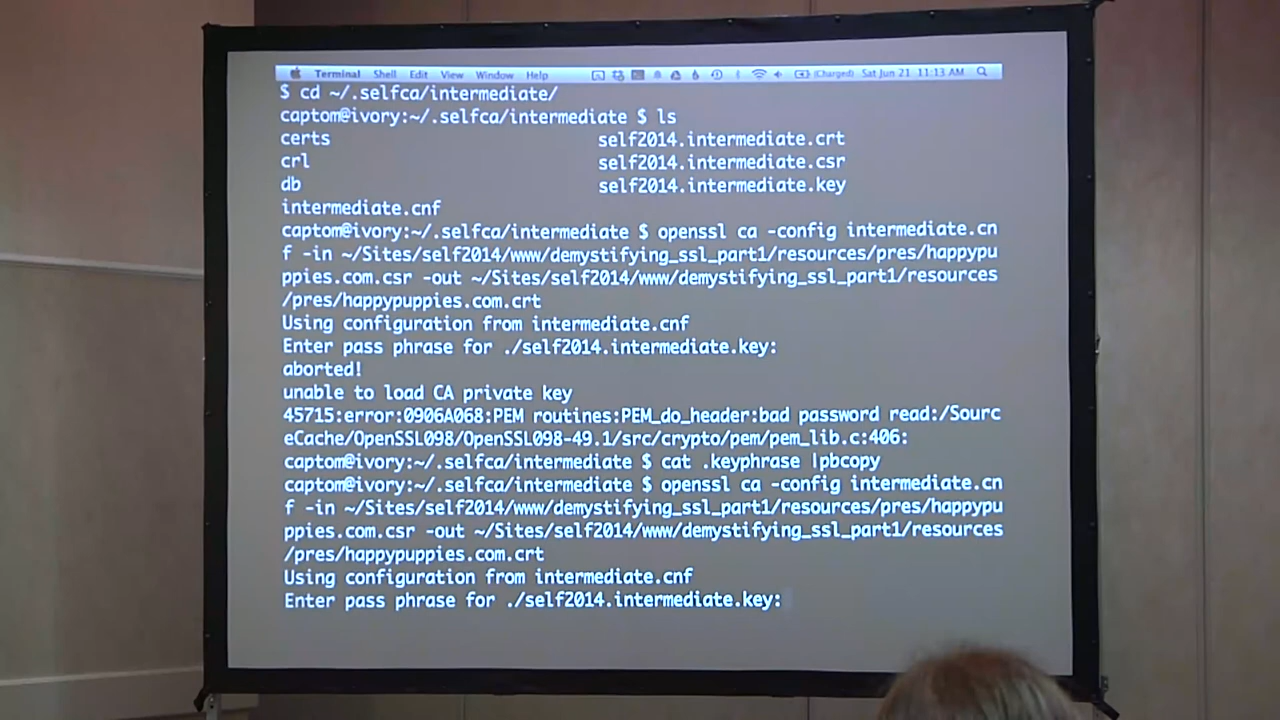 Terminal Shell Edit View Window Help (Charged) Sat Jun 21 11:13 AM
$ cd ~/.selfca/intermediate/
captom@ivory:~/.selfca/intermediate $ ls
certs self2014.intermediate.crt
crl self2014.intermediate.csr
db self2014.intermediate.key
intermediate.cnf
captom@ivory:~/.selfca/intermediate $ openssl ca -config intermediate.cn
f -in ~/Sites/self2014/www/demystifying_ssl_part1/resources/pres/happypu
ppies.com.csr -out ~/Sites/self2014/www/demystifying_ssl_part1/resources
/pres/happypuppies.com.crt
Using configuration from intermediate.cnf
Enter pass phrase for ./self2014.intermediate.key:
aborted!
unable to load CA private key
45715:error:0906A068:PEM routines:PEM_do_header:bad password read:/Sourc
eCache/OpenSSL098/OpenSSL098-49.1/src/crypto/pem/pem_lib.c:406:
captom@ivory:~/.selfca/intermediate $ cat .keyphrase |pbcopy
captom@ivory:~/.selfca/intermediate $ openssl ca -config intermediate.cn
f -in ~/Sites/self2014/www/demystifying_ssl_part1/resources/pres/happypu
ppies.com.csr -out ~/Sites/self2014/www/demystifying_ssl_part1/resources
/pres/happypuppies.com.crt
Using configuration from intermediate.cnf
Enter pass phrase for ./self2014.intermediate.key: